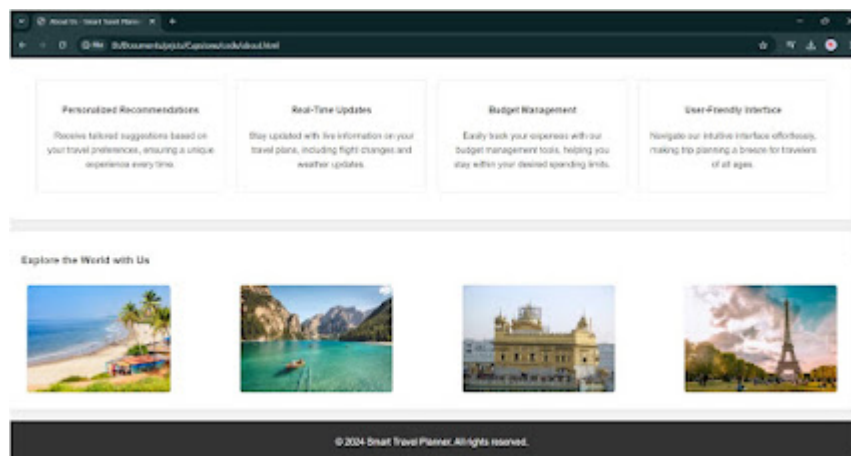 About Us - Smart Travel Planner
Personalized Recommendations
Receive tailored suggestions based on
your travel preferences, ensuring a unique
experience every time.
Real-Time Updates
Stay updated with live information on your
travel plans, including flight changes and
weather updates.
Budget Management
Easily track your expenses with our
budget management tools, helping you
stay within your desired spending limits.
User-Friendly Interface
Navigate our intuitive interface effortlessly,
making trip planning a breeze for travelers
of all ages.
Explore the World with Us
© 2024 Smart Travel Planner. All rights reserved.